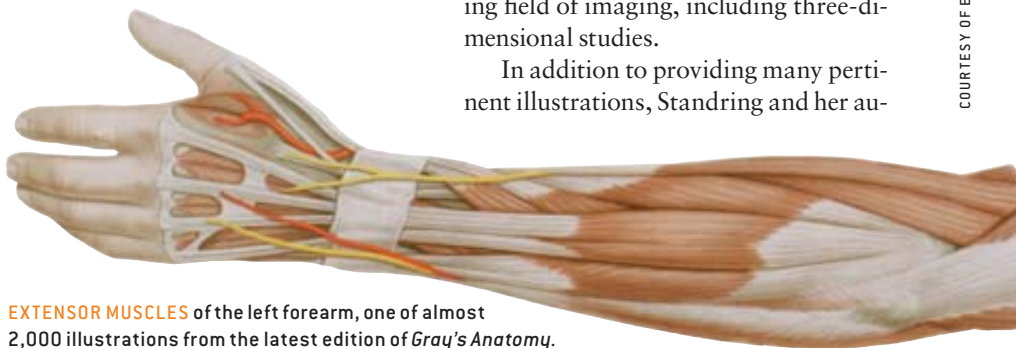 ing field of imaging, including three-di-
mensional studies.
In addition to providing many perti-
nent illustrations, Standring and her au-
COURTESY OF
EXTENSOR MUSCLES of the left forearm, one of almost
2,000 illustrations from the latest edition of Gray's Anatomy.